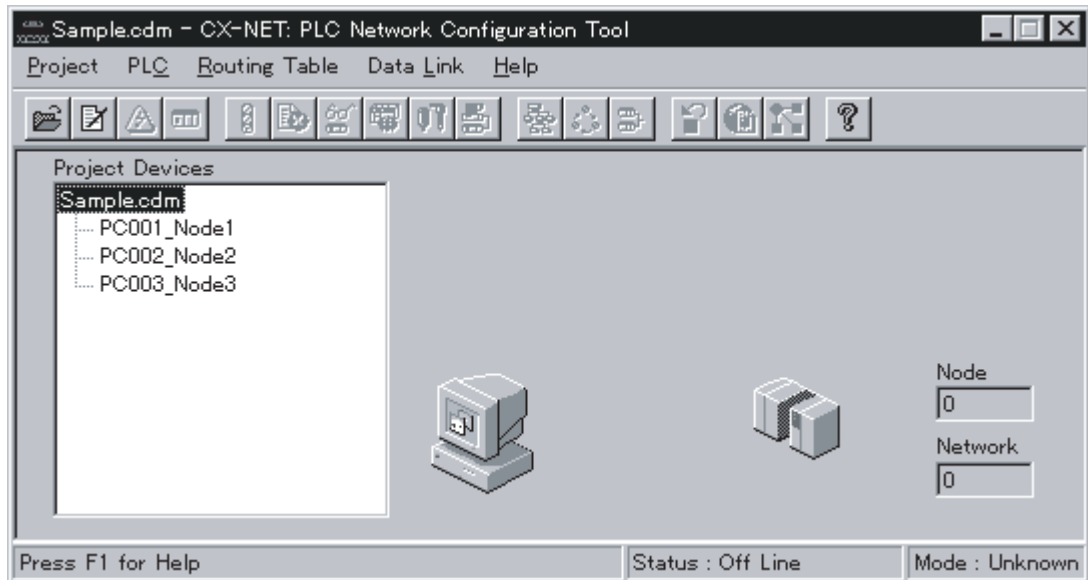 Sample.cdm - CX-NET: PLC Network Configuration Tool
Project PLC Routing Table Data Link Help
Project Devices
Sample.cdm
PC001_Node1
PC002_Node2
PC003_Node3
Node
0
Network
0
Press F1 for Help Status : Off Line Mode : Unknown